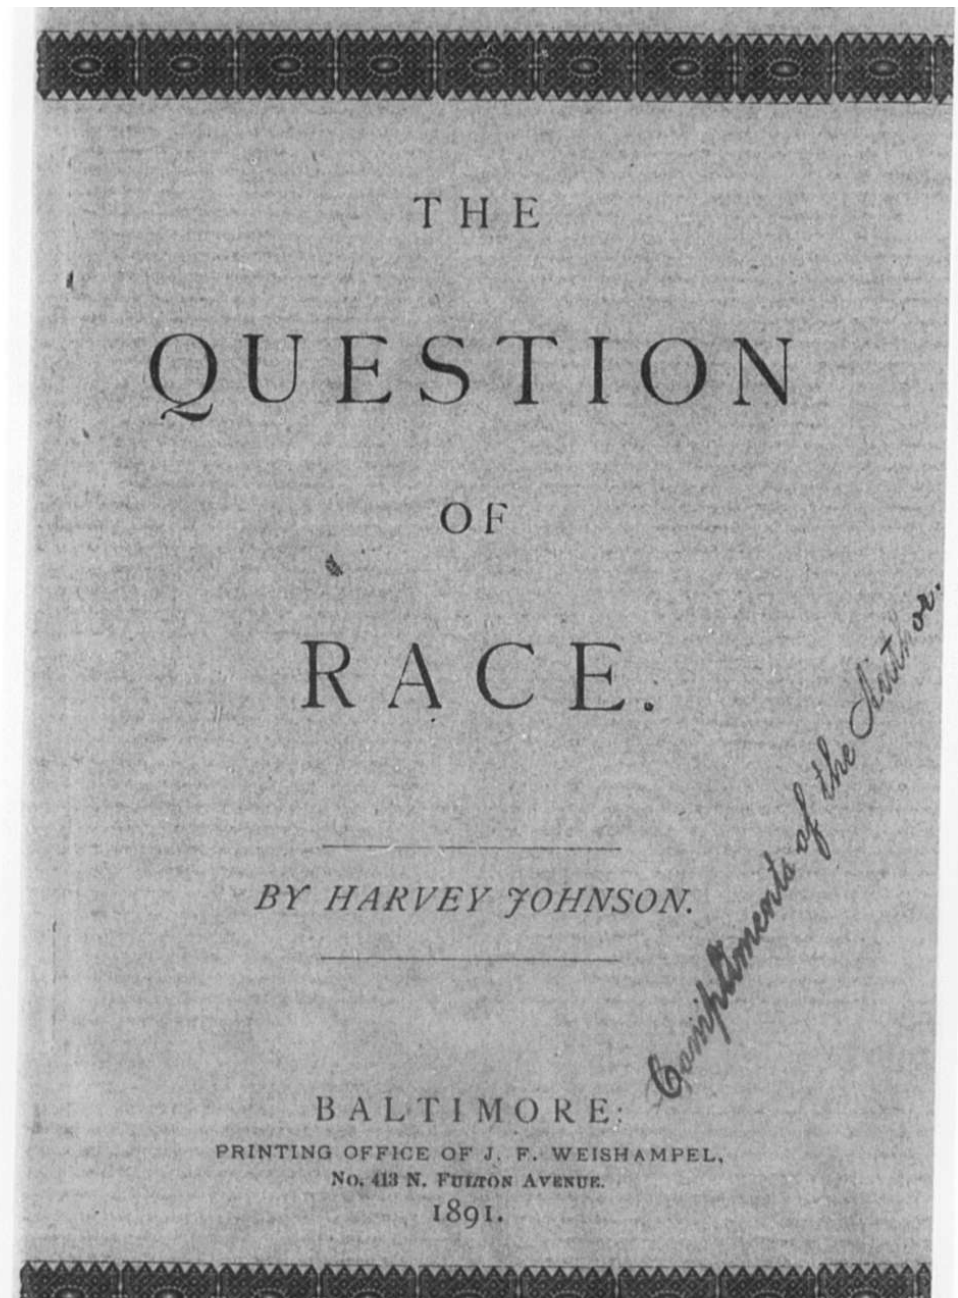 THE
QUESTION
OF
RACE.
BY HARVEY JOHNSON.
Compliments of the Author.
BALTIMORE:
PRINTING OFFICE OF J. F. WEISHAMPEL,
No. 413 N. FULTON AVENUE.
1891.